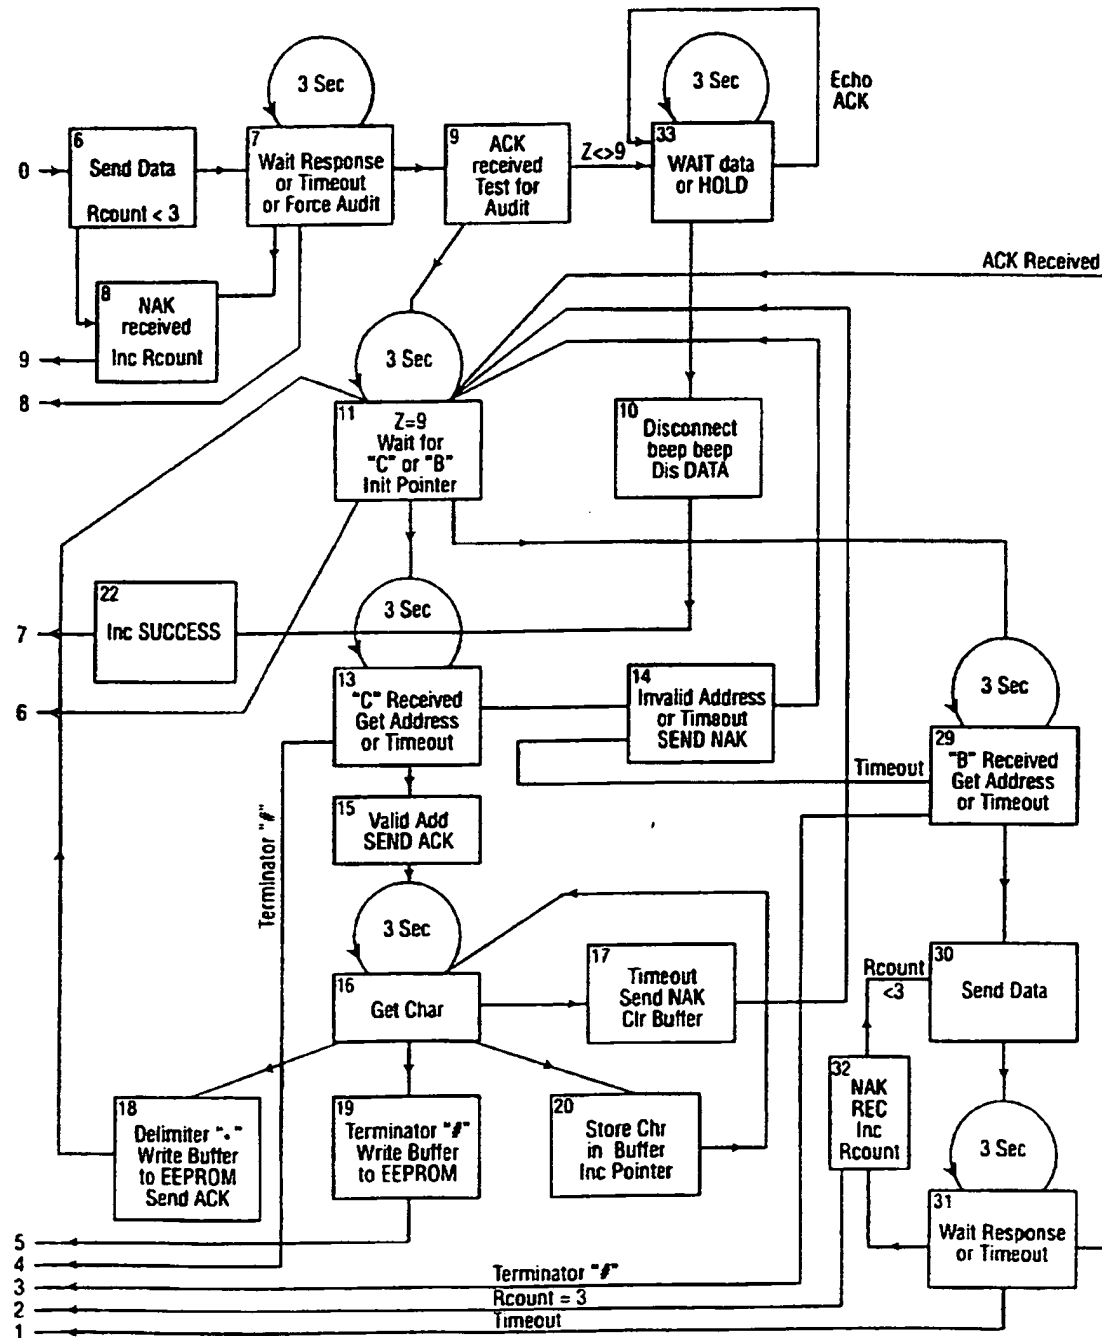 3 Sec
3 Sec
Echo
ACK
6
Send Data
Rcount < 3
7
Wait Response
or Timeout
or Force Audit
9
ACK
received
Test for
Audit
Z<>9
33
WAIT data
or HOLD
0
8
NAK
received
Inc Rcount
9
8
ACK Received
3 Sec
11
Z=9
Wait for
"C" or "B"
Init Pointer
10
Disconnect
beep beep
Dis DATA
22
Inc SUCCESS
7
6
3 Sec
13
"C" Received
Get Address
or Timeout
14
Invalid Address
or Timeout
SEND NAK
3 Sec
29
"B" Received
Get Address
or Timeout
Timeout
15
Valid Add
SEND ACK
Terminator "#"
3 Sec
16
Get Char
17
Timeout
Send NAK
Clr Buffer
Rcount
<3
30
Send Data
18
Delimiter "*"
Write Buffer
to EEPROM
Send ACK
19
Terminator "#"
Write Buffer
to EEPROM
20
Store Chr
in Buffer
Inc Pointer
32
NAK
REC
Inc
Rcount
3 Sec
31
Wait Response
or Timeout
5
4
3
Terminator "#"
2
Rcount = 3
1
Timeout